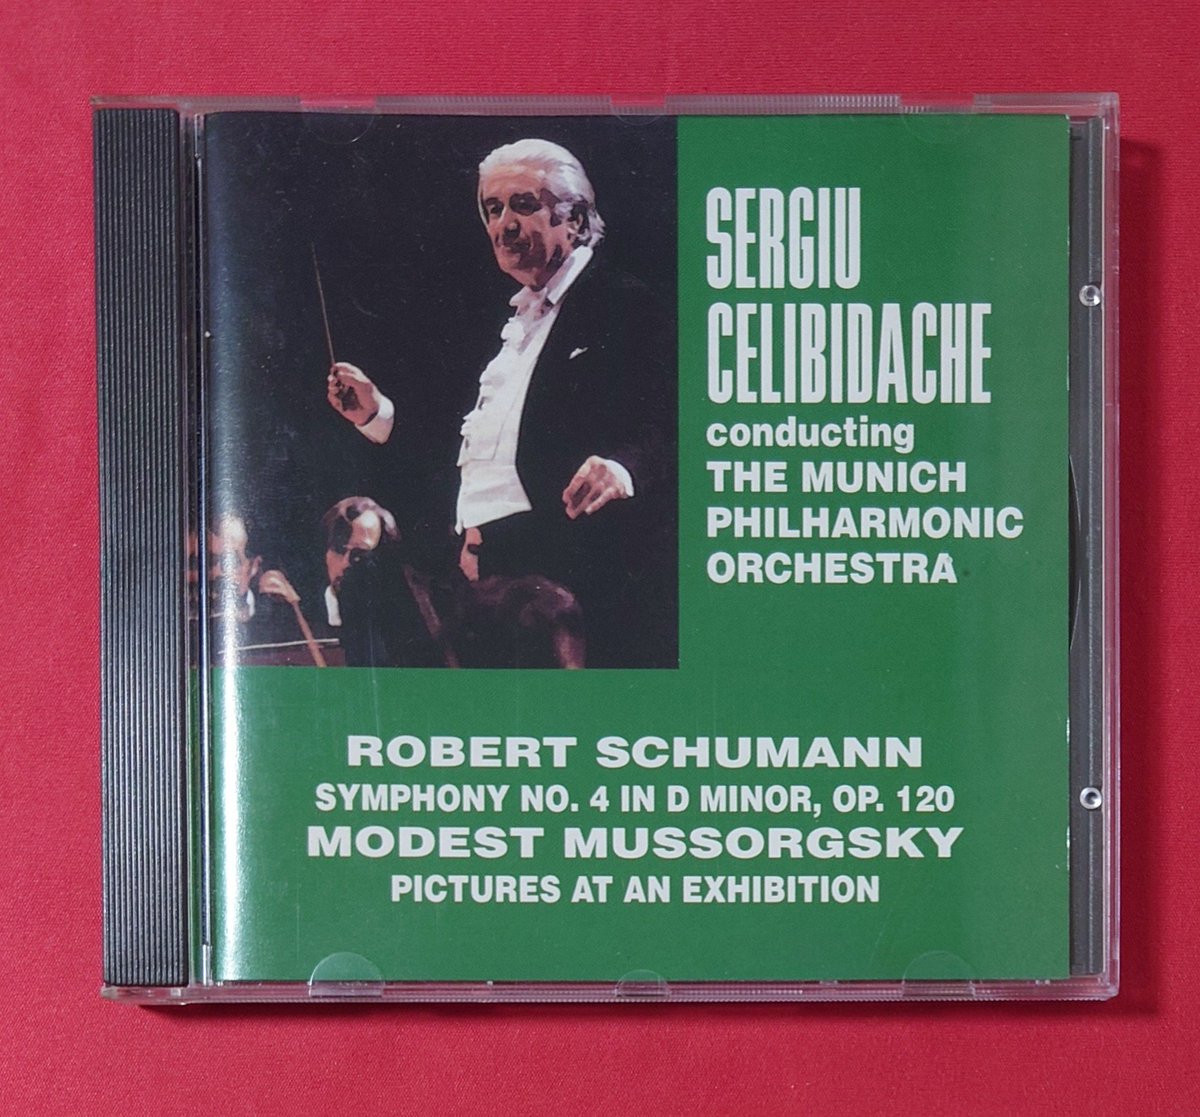 SERGIU
CELIBIDACHE
conducting
THE MUNICH
PHILHARMONIC
ORCHESTRA
ROBERT SCHUMANN
SYMPHONY NO. 4 IN D MINOR, OP. 120
MODEST MUSSORGSKY
PICTURES AT AN EXHIBITION